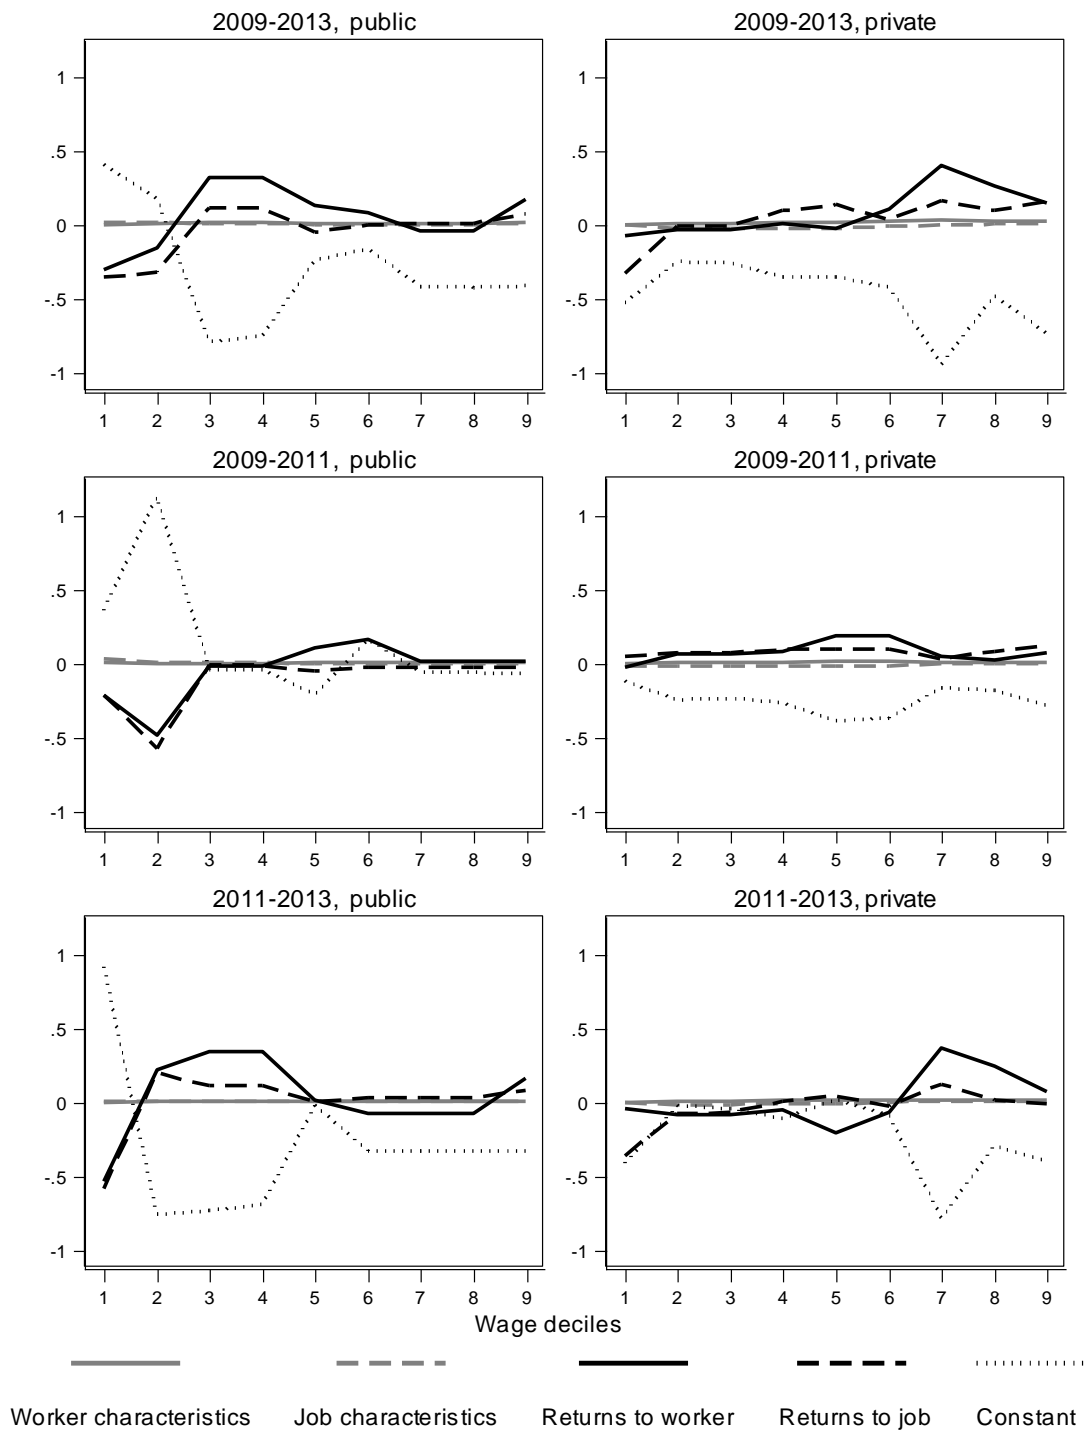 2009-2013, public
1
.5
0
-.5
-1
1 2 3 4 5 6 7 8 9
2009-2013, private
1
.5
0
-.5
-1
1 2 3 4 5 6 7 8 9
2009-2011, public
1
.5
0
-.5
-1
1 2 3 4 5 6 7 8 9
2009-2011, private
1
.5
0
-.5
-1
1 2 3 4 5 6 7 8 9
2011-2013, public
1
.5
0
-.5
-1
1 2 3 4 5 6 7 8 9
2011-2013, private
1
.5
0
-.5
-1
1 2 3 4 5 6 7 8 9
Wage deciles
Worker characteristics Job characteristics Returns to worker Returns to job Constant